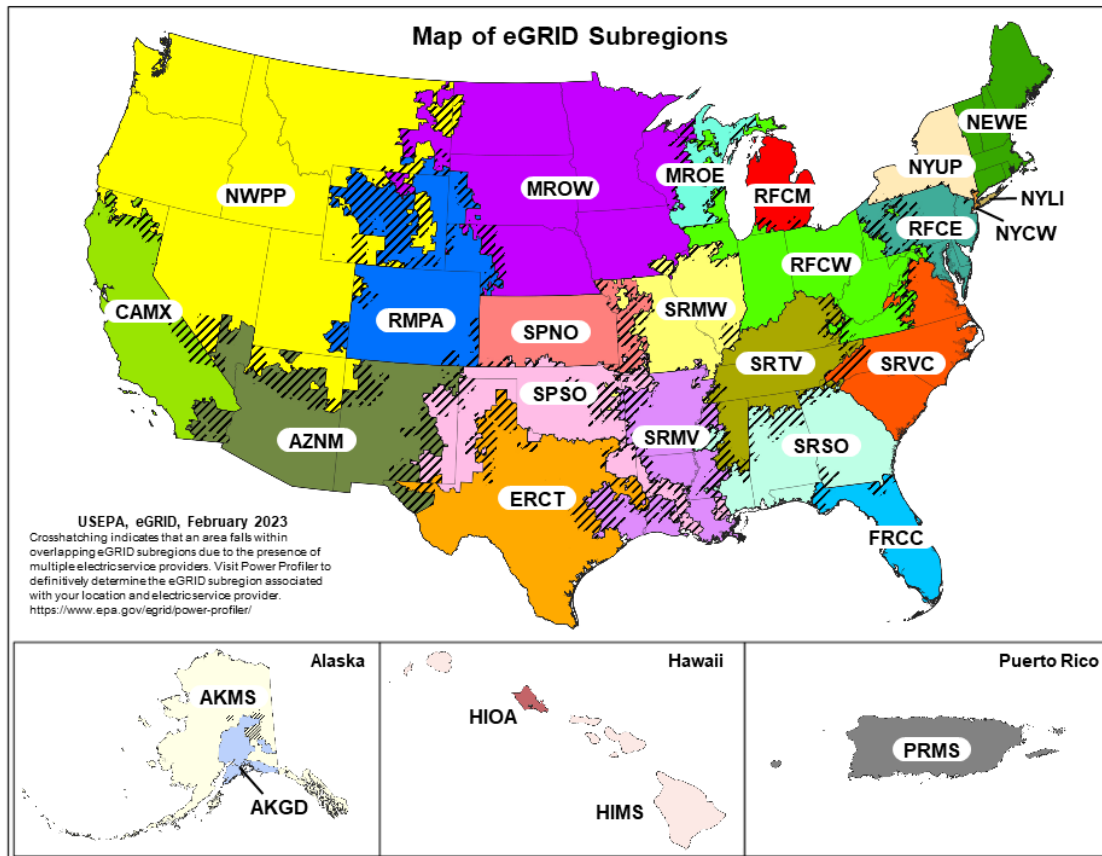 Map of eGRID Subregions
NEWE
NYUP
MROE
NWPP
MROW
RFCM
NYLI
RFCE
NYCW
RFCW
CAMX
SRMW
RMPA
SPNO
SRTV
SRVC
SPSO
AZNM
SRMV
SRSO
ERCT
USEPA, eGRID, February 2023
Crosshatching indicates that an area falls within
overlapping eGRID subregions due to the presence of
multiple electric service providers. Visit Power Profiler to
definitively determine the eGRID subregion associated
with your location and electric service provider.
https://www.epa.gov/egrid/power-profiler/
FRCC
Alaska
AKMS
AKGD
Hawaii
HIOA
HIMS
Puerto Rico
PRMS